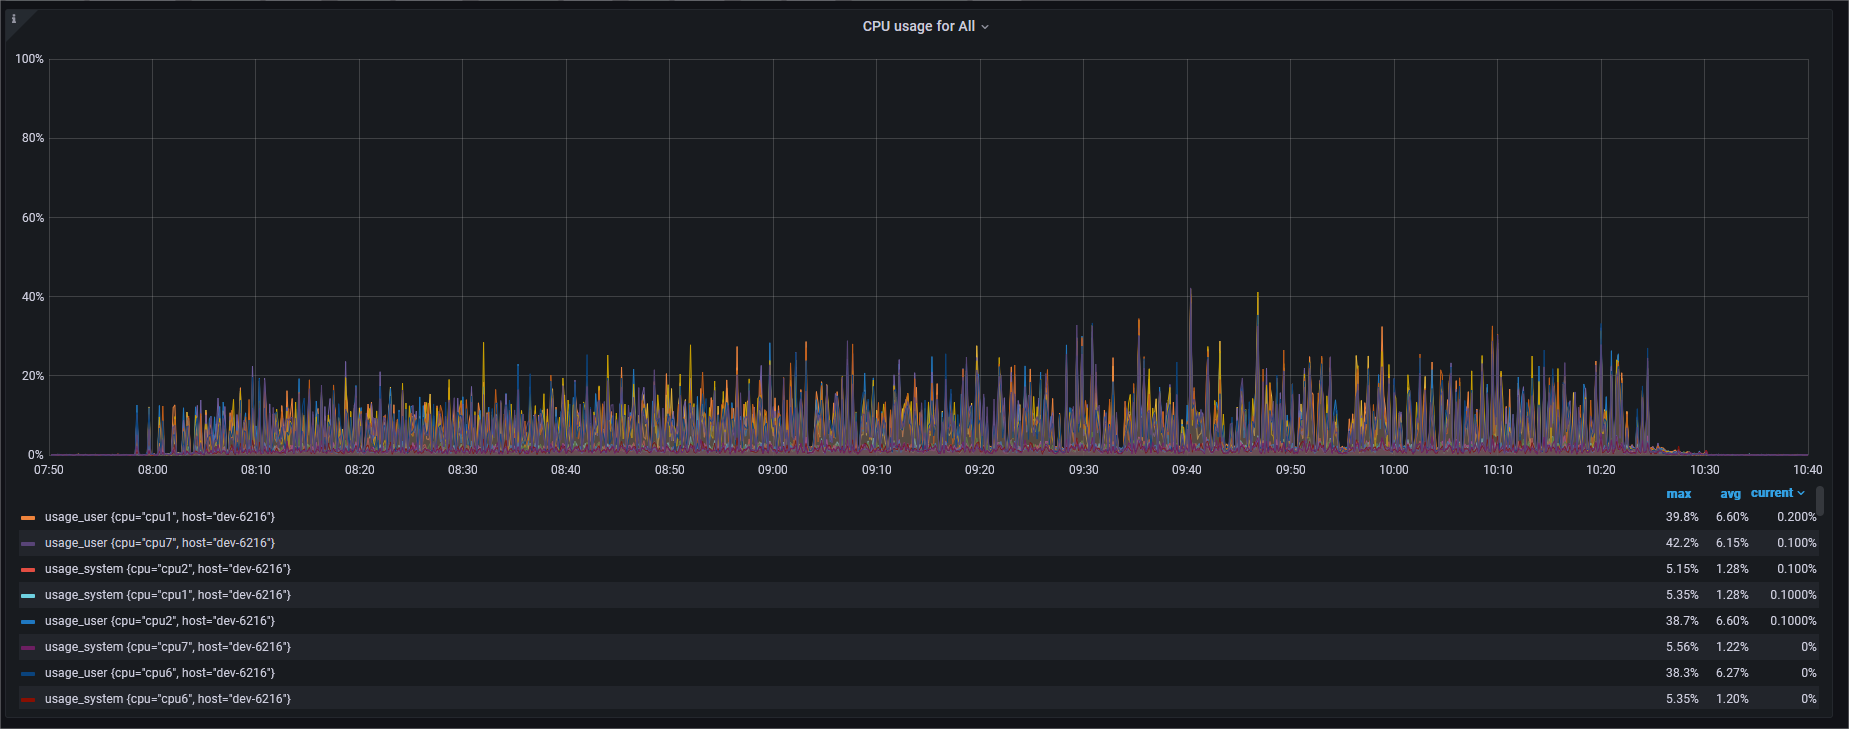 i
CPU usage for All
100%
80%
60%
40%
20%
0%
07:50 08:00 08:10 08:20 08:30 08:40 08:50 09:00 09:10 09:20 09:30 09:40 09:50 10:00 10:10 10:20 10:30 10:40
max avg current
usage_user {cpu="cpu1", host="dev-6216"} 39.8% 6.60% 0.200%
usage_user {cpu="cpu7", host="dev-6216"} 42.2% 6.15% 0.100%
usage_system {cpu="cpu2", host="dev-6216"} 5.15% 1.28% 0.100%
usage_system {cpu="cpu1", host="dev-6216"} 5.35% 1.28% 0.1000%
usage_user {cpu="cpu2", host="dev-6216"} 38.7% 6.60% 0.1000%
usage_system {cpu="cpu7", host="dev-6216"} 5.56% 1.22% 0%
usage_user {cpu="cpu6", host="dev-6216"} 38.3% 6.27% 0%
usage_system {cpu="cpu6", host="dev-6216"} 5.35% 1.20% 0%